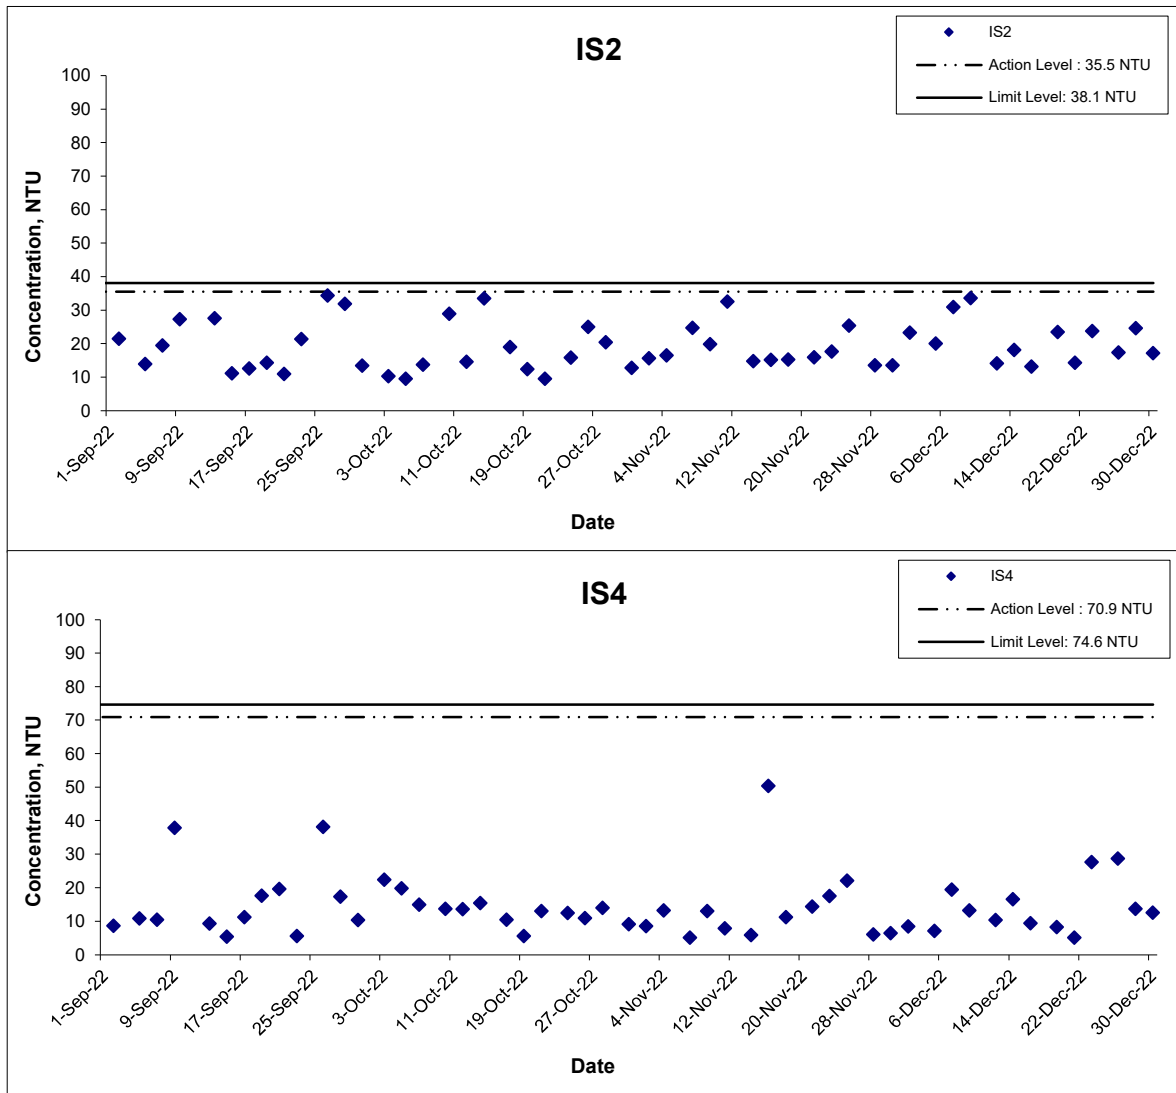 IS2
IS2
Action Level : 35.5 NTU
Limit Level: 38.1 NTU
Concentration, NTU
100
90
80
70
60
50
40
30
20
10
0
1-Sep-22
9-Sep-22
17-Sep-22
25-Sep-22
3-Oct-22
11-Oct-22
19-Oct-22
27-Oct-22
4-Nov-22
12-Nov-22
20-Nov-22
28-Nov-22
6-Dec-22
14-Dec-22
22-Dec-22
30-Dec-22
Date
IS4
IS4
Action Level : 70.9 NTU
Limit Level: 74.6 NTU
Concentration, NTU
100
90
80
70
60
50
40
30
20
10
0
1-Sep-22
9-Sep-22
17-Sep-22
25-Sep-22
3-Oct-22
11-Oct-22
19-Oct-22
27-Oct-22
4-Nov-22
12-Nov-22
20-Nov-22
28-Nov-22
6-Dec-22
14-Dec-22
22-Dec-22
30-Dec-22
Date